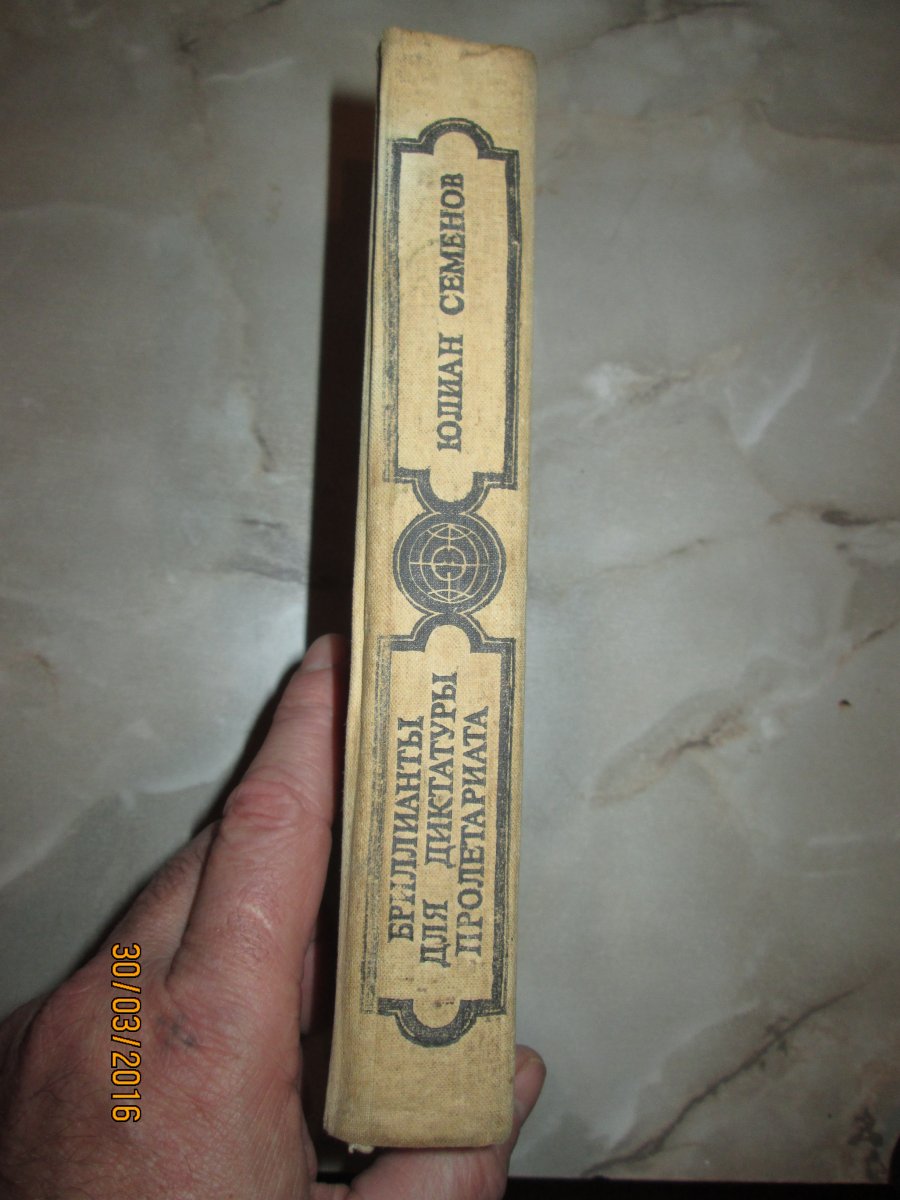 ЮЛИАН СЕМЕНОВ
БРИЛЛИАНТЫ
ДЛЯ ДИКТАТУРЫ
ПРОЛЕТАРИАТА
30/03/2016